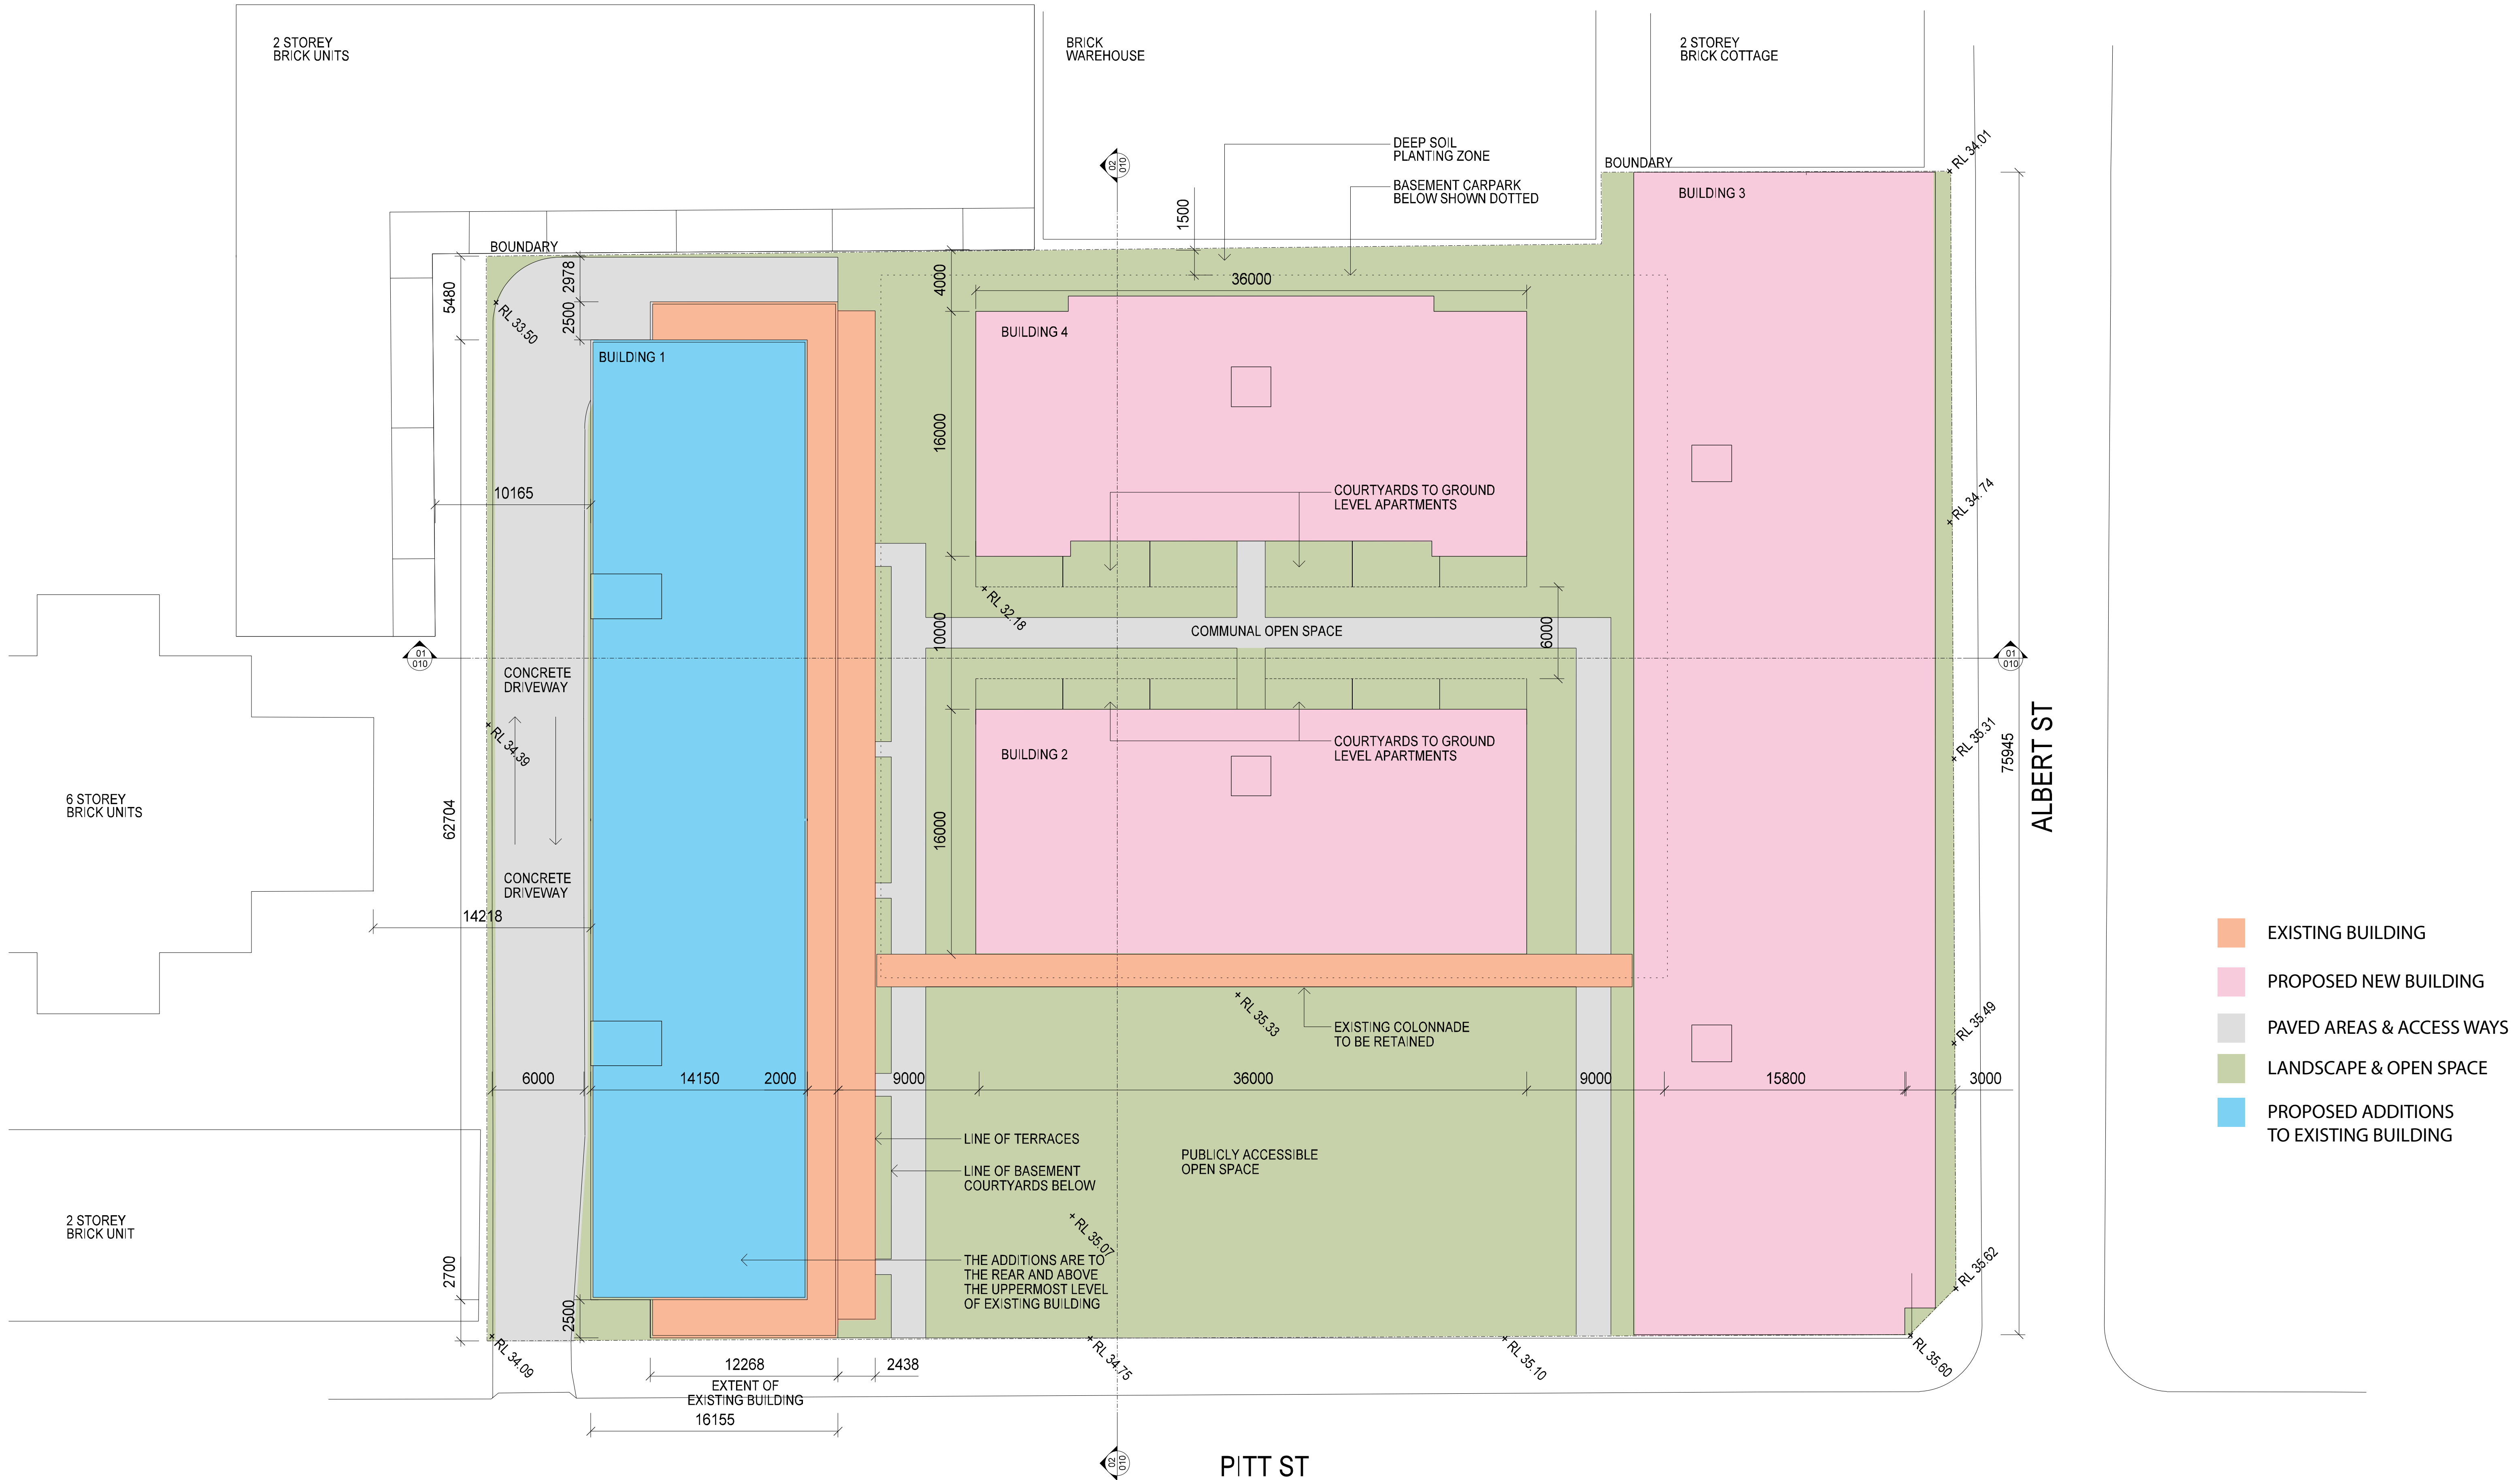 2 STOREY
BRICK UNITS
BRICK
WAREHOUSE
2 STOREY
BRICK COTTAGE
DEEP SOIL
PLANTING ZONE
BASEMENT CARPARK
BELOW SHOWN DOTTED
BOUNDARY
BOUNDARY
RL 34.01
02
010
1500
BUILDING 3
5480
2978
2500
4000
36000
RL 33.50
BUILDING 1
BUILDING 4
16000
10165
COURTYARDS TO GROUND
LEVEL APARTMENTS
RL 34.74
RL 32.18
10000
COMMUNAL OPEN SPACE
6000
01
010
01
010
CONCRETE
DRIVEWAY
RL 34.39
BUILDING 2
COURTYARDS TO GROUND
LEVEL APARTMENTS
RL 35.31
75945
ALBERT ST
6 STOREY
BRICK UNITS
62704
16000
CONCRETE
DRIVEWAY
14218
RL 35.33
EXISTING COLONNADE
TO BE RETAINED
RL 35.49
6000
14150
2000
9000
36000
9000
15800
3000
LINE OF TERRACES
LINE OF BASEMENT
COURTYARDS BELOW
PUBLICLY ACCESSIBLE
OPEN SPACE
2 STOREY
BRICK UNIT
2700
2500
RL 35.07
THE ADDITIONS ARE TO
THE REAR AND ABOVE
THE UPPERMOST LEVEL
OF EXISTING BUILDING
RL 35.62
RL 34.09
RL 34.75
RL 35.10
RL 35.60
12268
2438
EXTENT OF
EXISTING BUILDING
16155
02
010
PITT ST
EXISTING BUILDING
PROPOSED NEW BUILDING
PAVED AREAS & ACCESS WAYS
LANDSCAPE & OPEN SPACE
PROPOSED ADDITIONS
TO EXISTING BUILDING